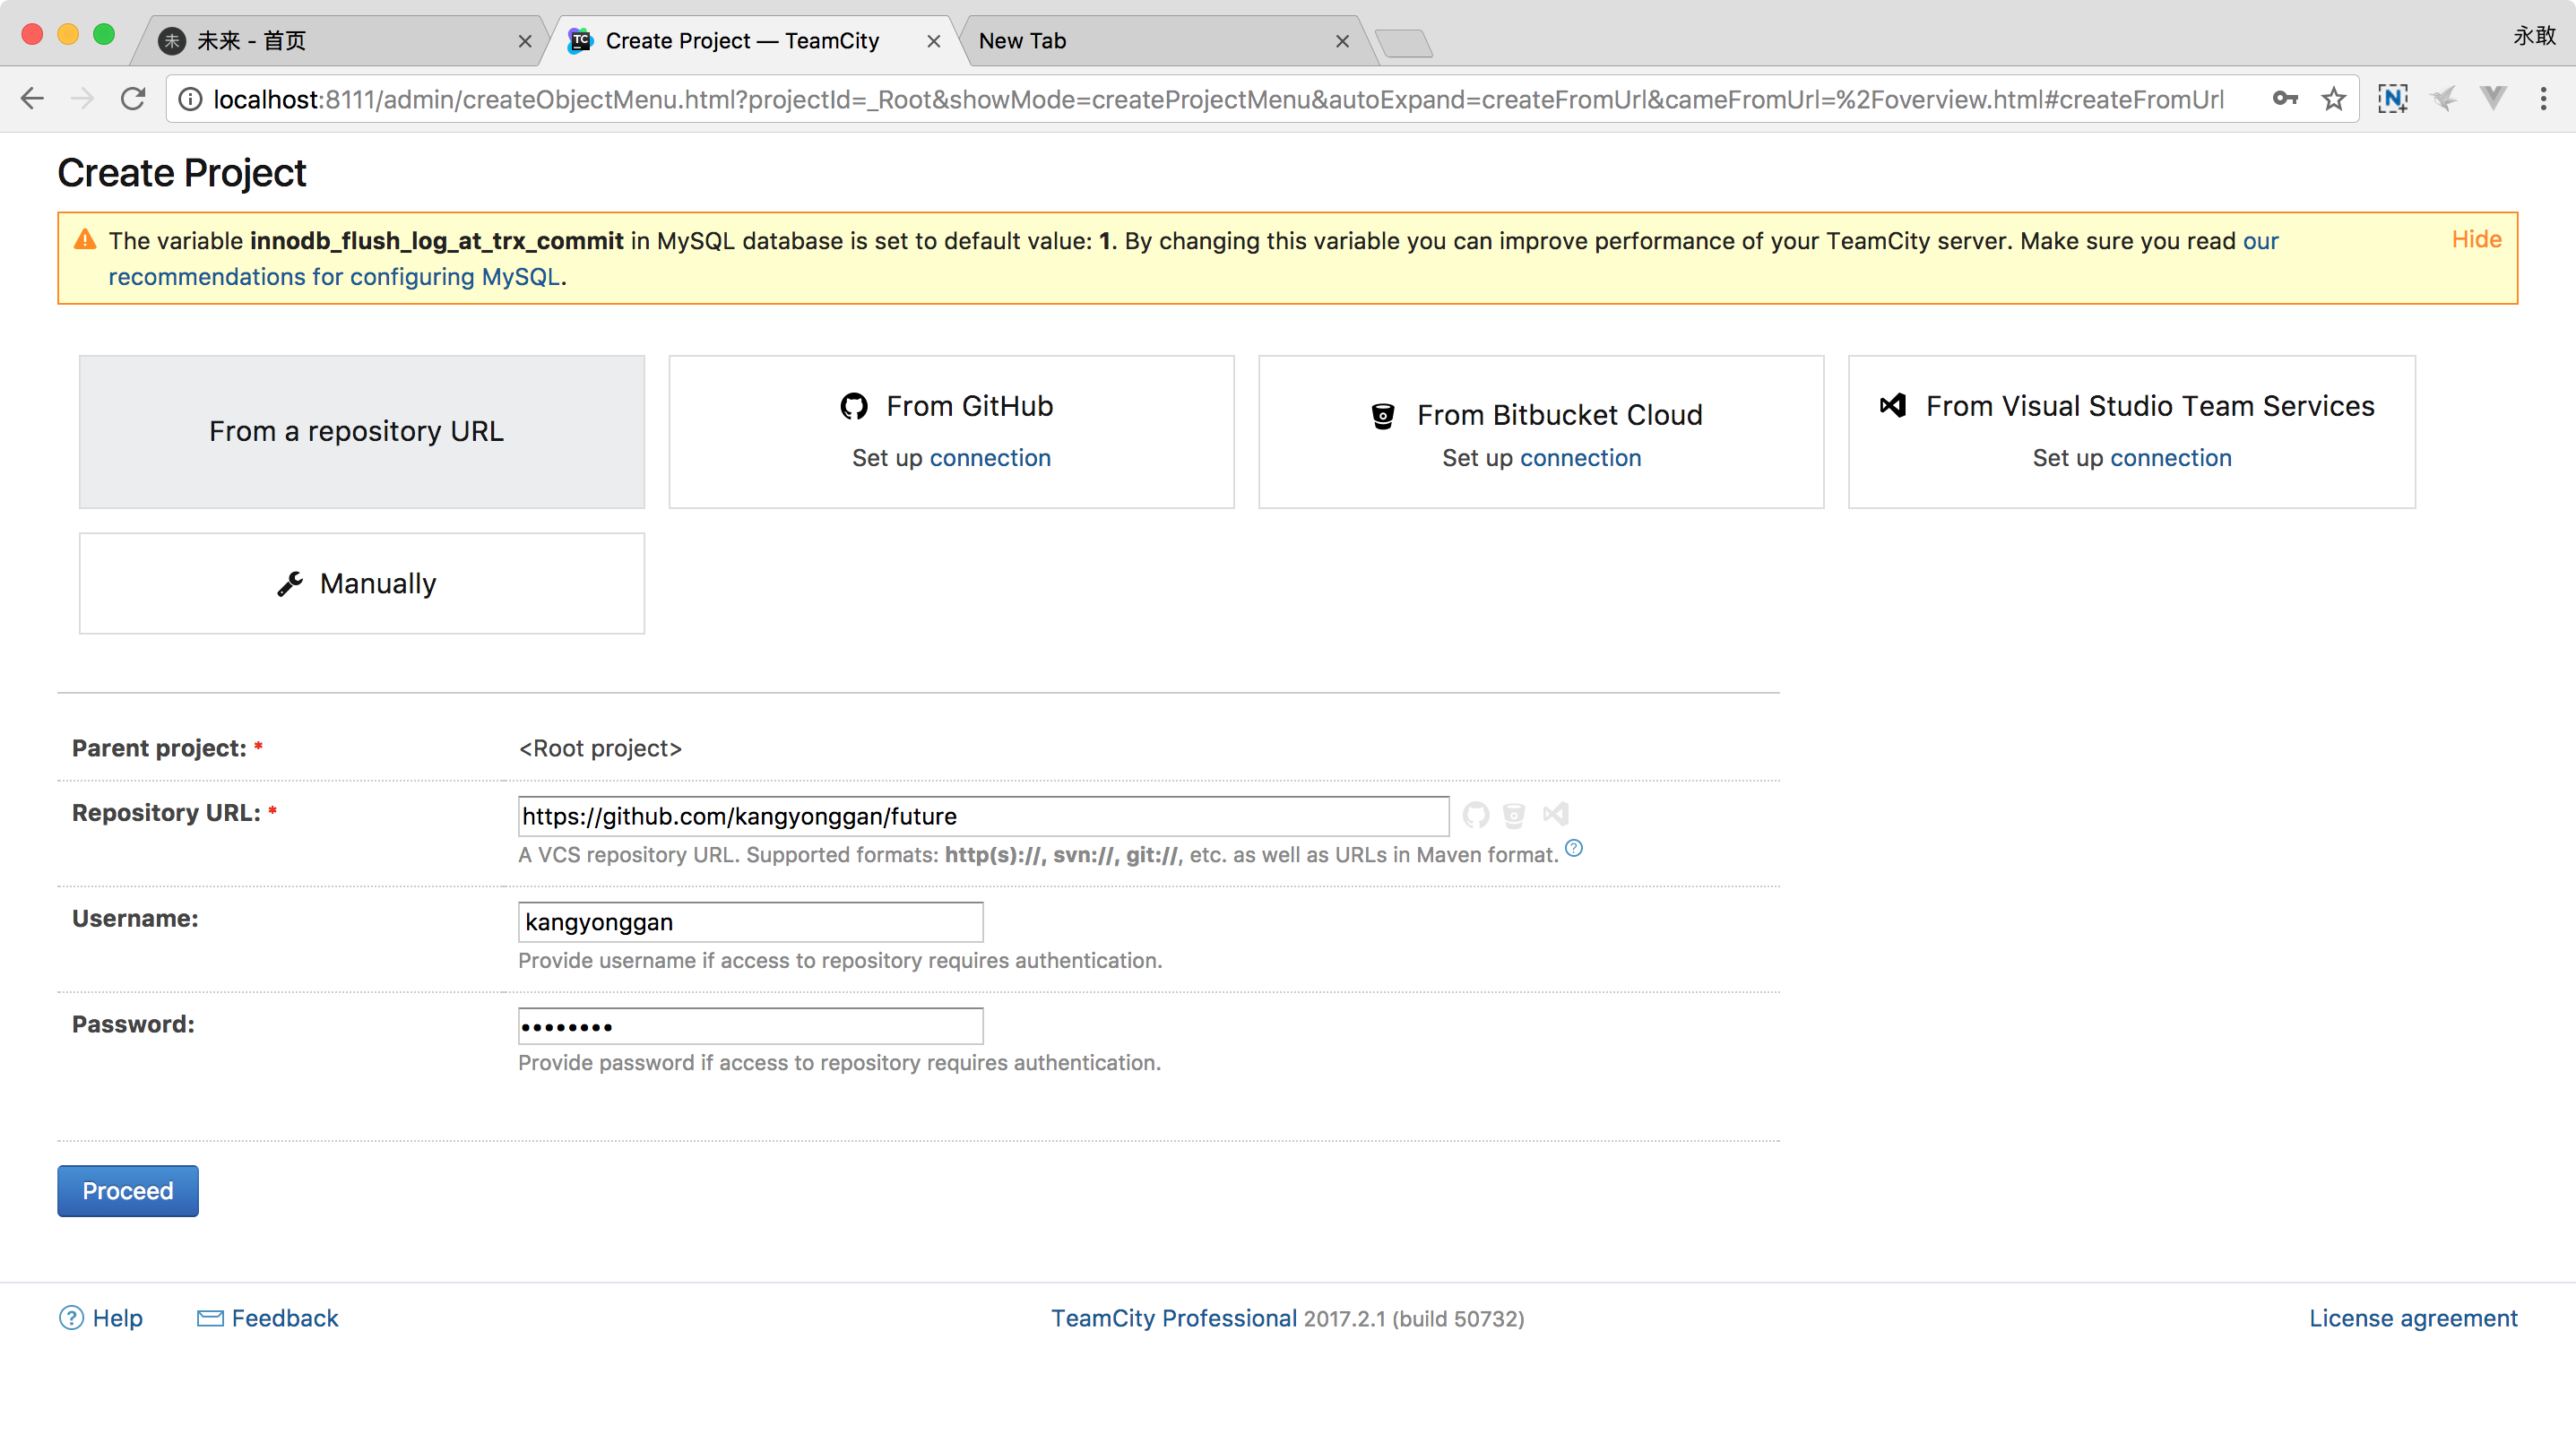 未 未来 - 首页
TC Create Project — TeamCity
New Tab
永敢
localhost:8111/admin/createObjectMenu.html?projectId=_Root&showMode=createProjectMenu&autoExpand=createFromUrl&cameFromUrl=%2Foverview.html#createFromUrl
N
Create Project
The variable innodb_flush_log_at_trx_commit in MySQL database is set to default value: 1. By changing this variable you can improve performance of your TeamCity server. Make sure you read our
recommendations for configuring MySQL.
Hide
From a repository URL
From GitHub
Set up connection
From Bitbucket Cloud
Set up connection
From Visual Studio Team Services
Set up connection
Manually
Parent project: *
<Root project>
Repository URL: *
https://github.com/kangyonggan/future
A VCS repository URL. Supported formats: http(s)://, svn://, git://, etc. as well as URLs in Maven format. ?
Username:
kangyonggan
Provide username if access to repository requires authentication.
Password:
••••••••
Provide password if access to repository requires authentication.
Proceed
? Help
Feedback
TeamCity Professional 2017.2.1 (build 50732)
License agreement